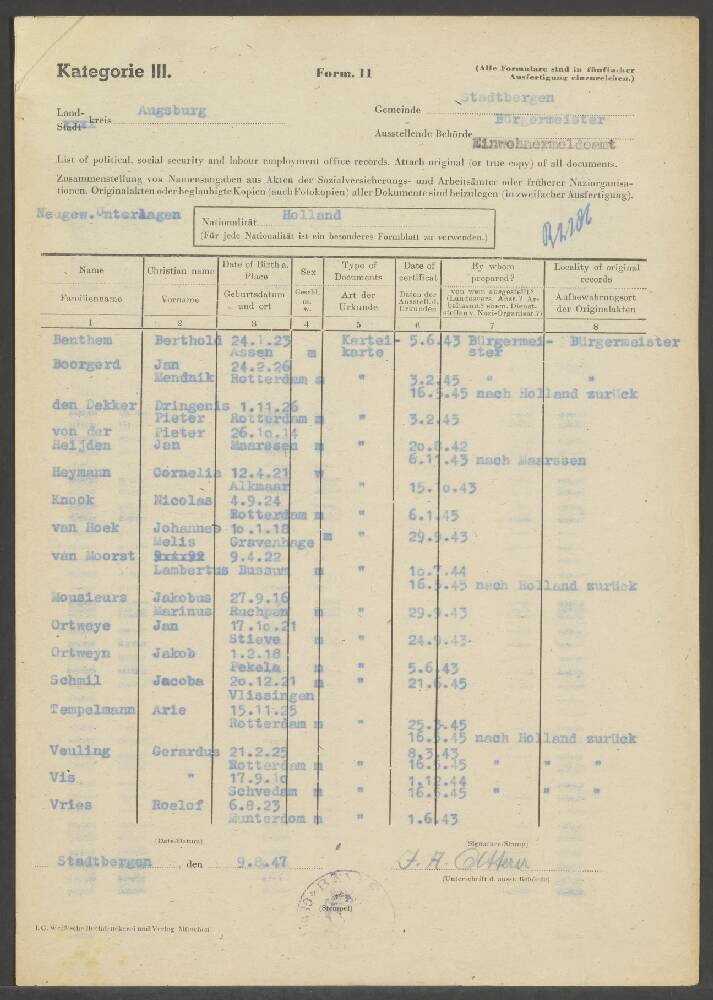 Kategorie III.
Form. II
(Alle Formulare sind in fünffacher
Ausfertigung einzureichen.)
Land- kreis Augsburg
Stadt
Gemeinde Stadtbergen
Bürgermeister
Ausstellende Behörde
Einwohnermeldeamt
List of political, social security and labour employment office records. Attach original (or true copy) of all documents.
Zusammenstellung von Namensangaben aus Akten der Sozialversicherungs- und Arbeitsämter oder früherer Naziorganisa-
tionen. Originalakten oder beglaubigte Kopien (auch Fotokopien) aller Dokumente sind beizulegen (in zweifacher Ausfertigung).
Neugew. Unterlagen
Nationalität Holland
(Für jede Nationalität ist ein besonderes Formblatt zu verwenden.)
Name Christian name Date of Birth a. Place Sex Type of Documents Date of certificat By whom prepared? Locality of original records
Familienname Vorname Geburtsdatum und ort Geschl. m. w. Art der Urkunde Datum der Ausstell. d. Urkunden von wem ausgestellt? Aufbewahrungsort der Originalakten
1 2 3 4 5 6 7 8
Benthem Berthold 24.1.23 Kartei- 5.6.43 Bürgermei- Bürgermeister
Assen m karte ster
Boorgerd Jan 24.2.26
Mendnik Rotterdam m " 3.2.45 " "
16.5.45 nach Holland zurück
den Dekker Dringenis 1.11.26
Pieter Rotterdam m " 3.2.45
von der Pieter 26.10.14
Heijden Jan Maarssen m " 20.8.42
6.11.43 nach Maarssen
Heymann Cornelia 12.4.21 w
Alkmaar " 15.10.43
Knook Nicolas 4.9.24
Rotterdam m " 6.1.45
van Hoek Johannes 10.1.18
Melis Gravenhage m " 29.9.43
van Moorst 9.4.22
Lambertus Bussum m " 10.7.44
16.5.45 nach Holland zurück
Mousieurs Jakobus 27.9.16
Marinus Ruchpen m " 29.9.43
Ortweye Jan 17.10.21
Stieve m " 24.9.43.
Ortweyn Jakob 1.2.18
Pekela m " 5.6.43
Schmil Jacoba 20.12.21 m " 21.6.45
Vlissingen
Tempelmann Arie 15.11.25
Rotterdam m " 25.3.45
16.5.45 nach Holland zurück
Veuling Gerardus 21.2.25 8.3.43
Rotterdam m " 16.5.45 " " "
Vis " 17.9.10 1.12.44
Schvedam m " 16.5.45 " " "
Vries Roelof 6.8.23
Munterdom m " 1.6.43
(Date/Datum)
(Signature/Stamp)
Stadtbergen , den 9.8.47
(Unterschrift d. ausst. Behörde)
(Stempel)